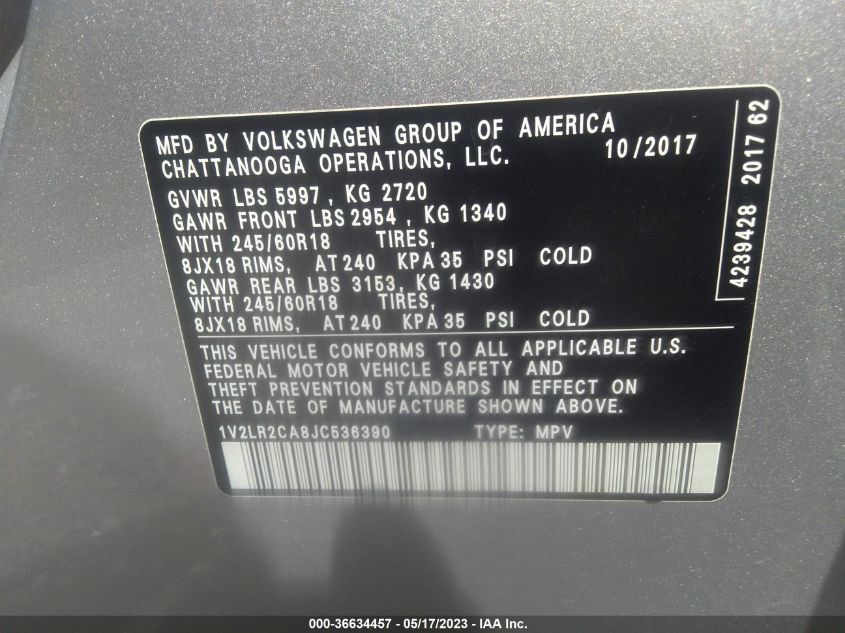 MFD BY VOLKSWAGEN GROUP OF AMERICA
CHATTANOOGA OPERATIONS, LLC. 10/2017
GVWR LBS 5997 , KG 2720
GAWR FRONT LBS 2954 , KG 1340
WITH 245/60R18 TIRES,
8JX18 RIMS, AT 240 KPA 35 PSI COLD
GAWR REAR LBS 3153, KG 1430
WITH 245/60R18 TIRES,
8JX18 RIMS, AT 240 KPA 35 PSI COLD
THIS VEHICLE CONFORMS TO ALL APPLICABLE U.S.
FEDERAL MOTOR VEHICLE SAFETY AND
THEFT PREVENTION STANDARDS IN EFFECT ON
THE DATE OF MANUFACTURE SHOWN ABOVE.
1V2LR2CA8JC536390 TYPE: MPV
4239428 2017 62
000-36634457 - 05/17/2023 - IAA Inc.